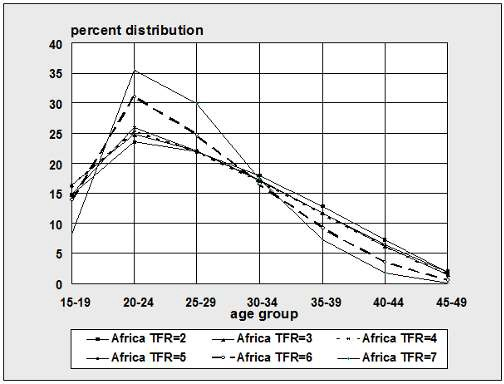 percent distribution
40
35
30
25
20
15
10
5
0
15-19 20-24 25-29 30-34 35-39 40-44 45-49
age group
Africa TFR=2 Africa TFR=3 Africa TFR=4
Africa TFR=5 Africa TFR=6 Africa TFR=7